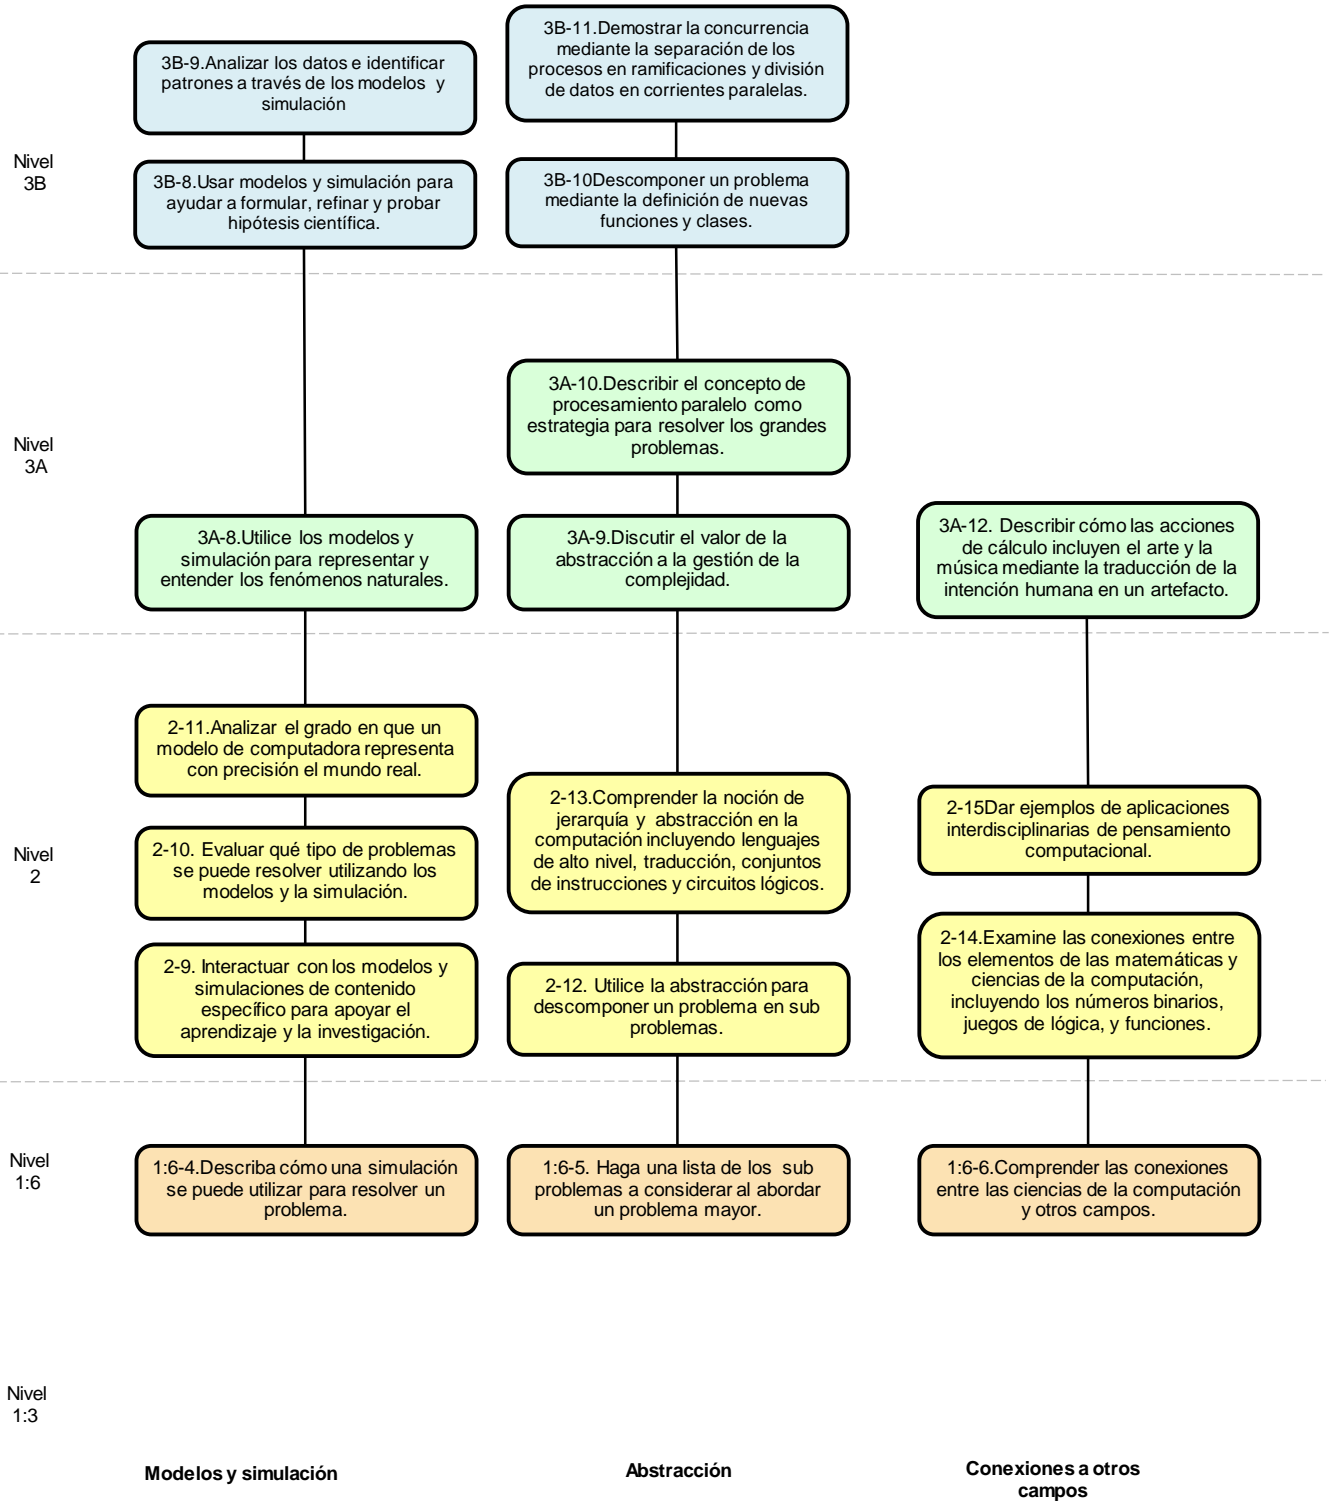 3B-11.Demostrar la concurrencia
mediante la separación de los
procesos en ramificaciones y división
de datos en corrientes paralelas.
3B-9.Analizar los datos e identificar
patrones a través de los modelos y
simulación
Nivel
3B
3B-8.Usar modelos y simulación para
ayudar a formular, refinar y probar
hipótesis científica.
3B-10Descomponer un problema
mediante la definición de nuevas
funciones y clases.
3A-10.Describir el concepto de
procesamiento paralelo como
estrategia para resolver los grandes
problemas.
Nivel
3A
3A-8.Utilice los modelos y
simulación para representar y
entender los fenómenos naturales.
3A-9.Discutir el valor de la
abstracción a la gestión de la
complejidad.
3A-12. Describir cómo las acciones
de cálculo incluyen el arte y la
música mediante la traducción de la
intención humana en un artefacto.
2-11.Analizar el grado en que un
modelo de computadora representa
con precisión el mundo real.
2-13.Comprender la noción de
jerarquía y abstracción en la
computación incluyendo lenguajes
de alto nivel, traducción, conjuntos
de instrucciones y circuitos lógicos.
2-15Dar ejemplos de aplicaciones
interdisciplinarias de pensamiento
computacional.
Nivel
2
2-10. Evaluar qué tipo de problemas
se puede resolver utilizando los
modelos y la simulación.
2-9. Interactuar con los modelos y
simulaciones de contenido
específico para apoyar el
aprendizaje y la investigación.
2-12. Utilice la abstracción para
descomponer un problema en sub
problemas.
2-14.Examine las conexiones entre
los elementos de las matemáticas y
ciencias de la computación,
incluyendo los números binarios,
juegos de lógica, y funciones.
Nivel
1:6
1:6-4.Describa cómo una simulación
se puede utilizar para resolver un
problema.
1:6-5. Haga una lista de los sub
problemas a considerar al abordar
un problema mayor.
1:6-6.Comprender las conexiones
entre las ciencias de la computación
y otros campos.
Nivel
1:3
Modelos y simulación
Abstracción
Conexiones a otros
campos